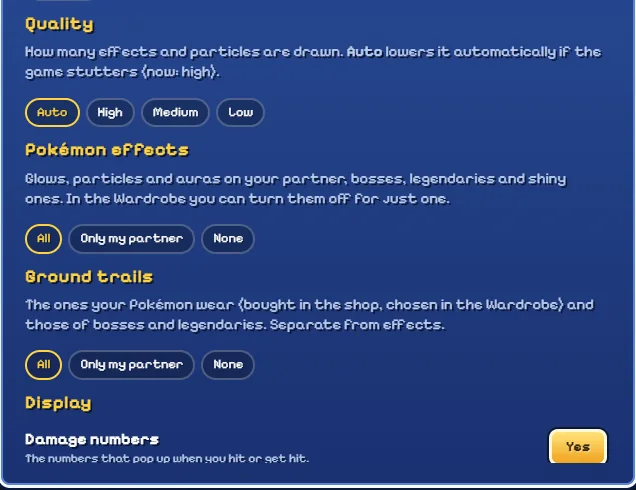 Quality
How many effects and particles are drawn. Auto lowers it automatically if the
game stutters (now: high).
Auto High Medium Low
Pokémon effects
Glows, particles and auras on your partner, bosses, legendaries and shiny
ones. In the Wardrobe you can turn them off for just one.
All Only my partner None
Ground trails
The ones your Pokémon wear (bought in the shop, chosen in the Wardrobe) and
those of bosses and legendaries. Separate from effects.
All Only my partner None
Display
Damage numbers
Yes
The numbers that pop up when you hit or get hit.